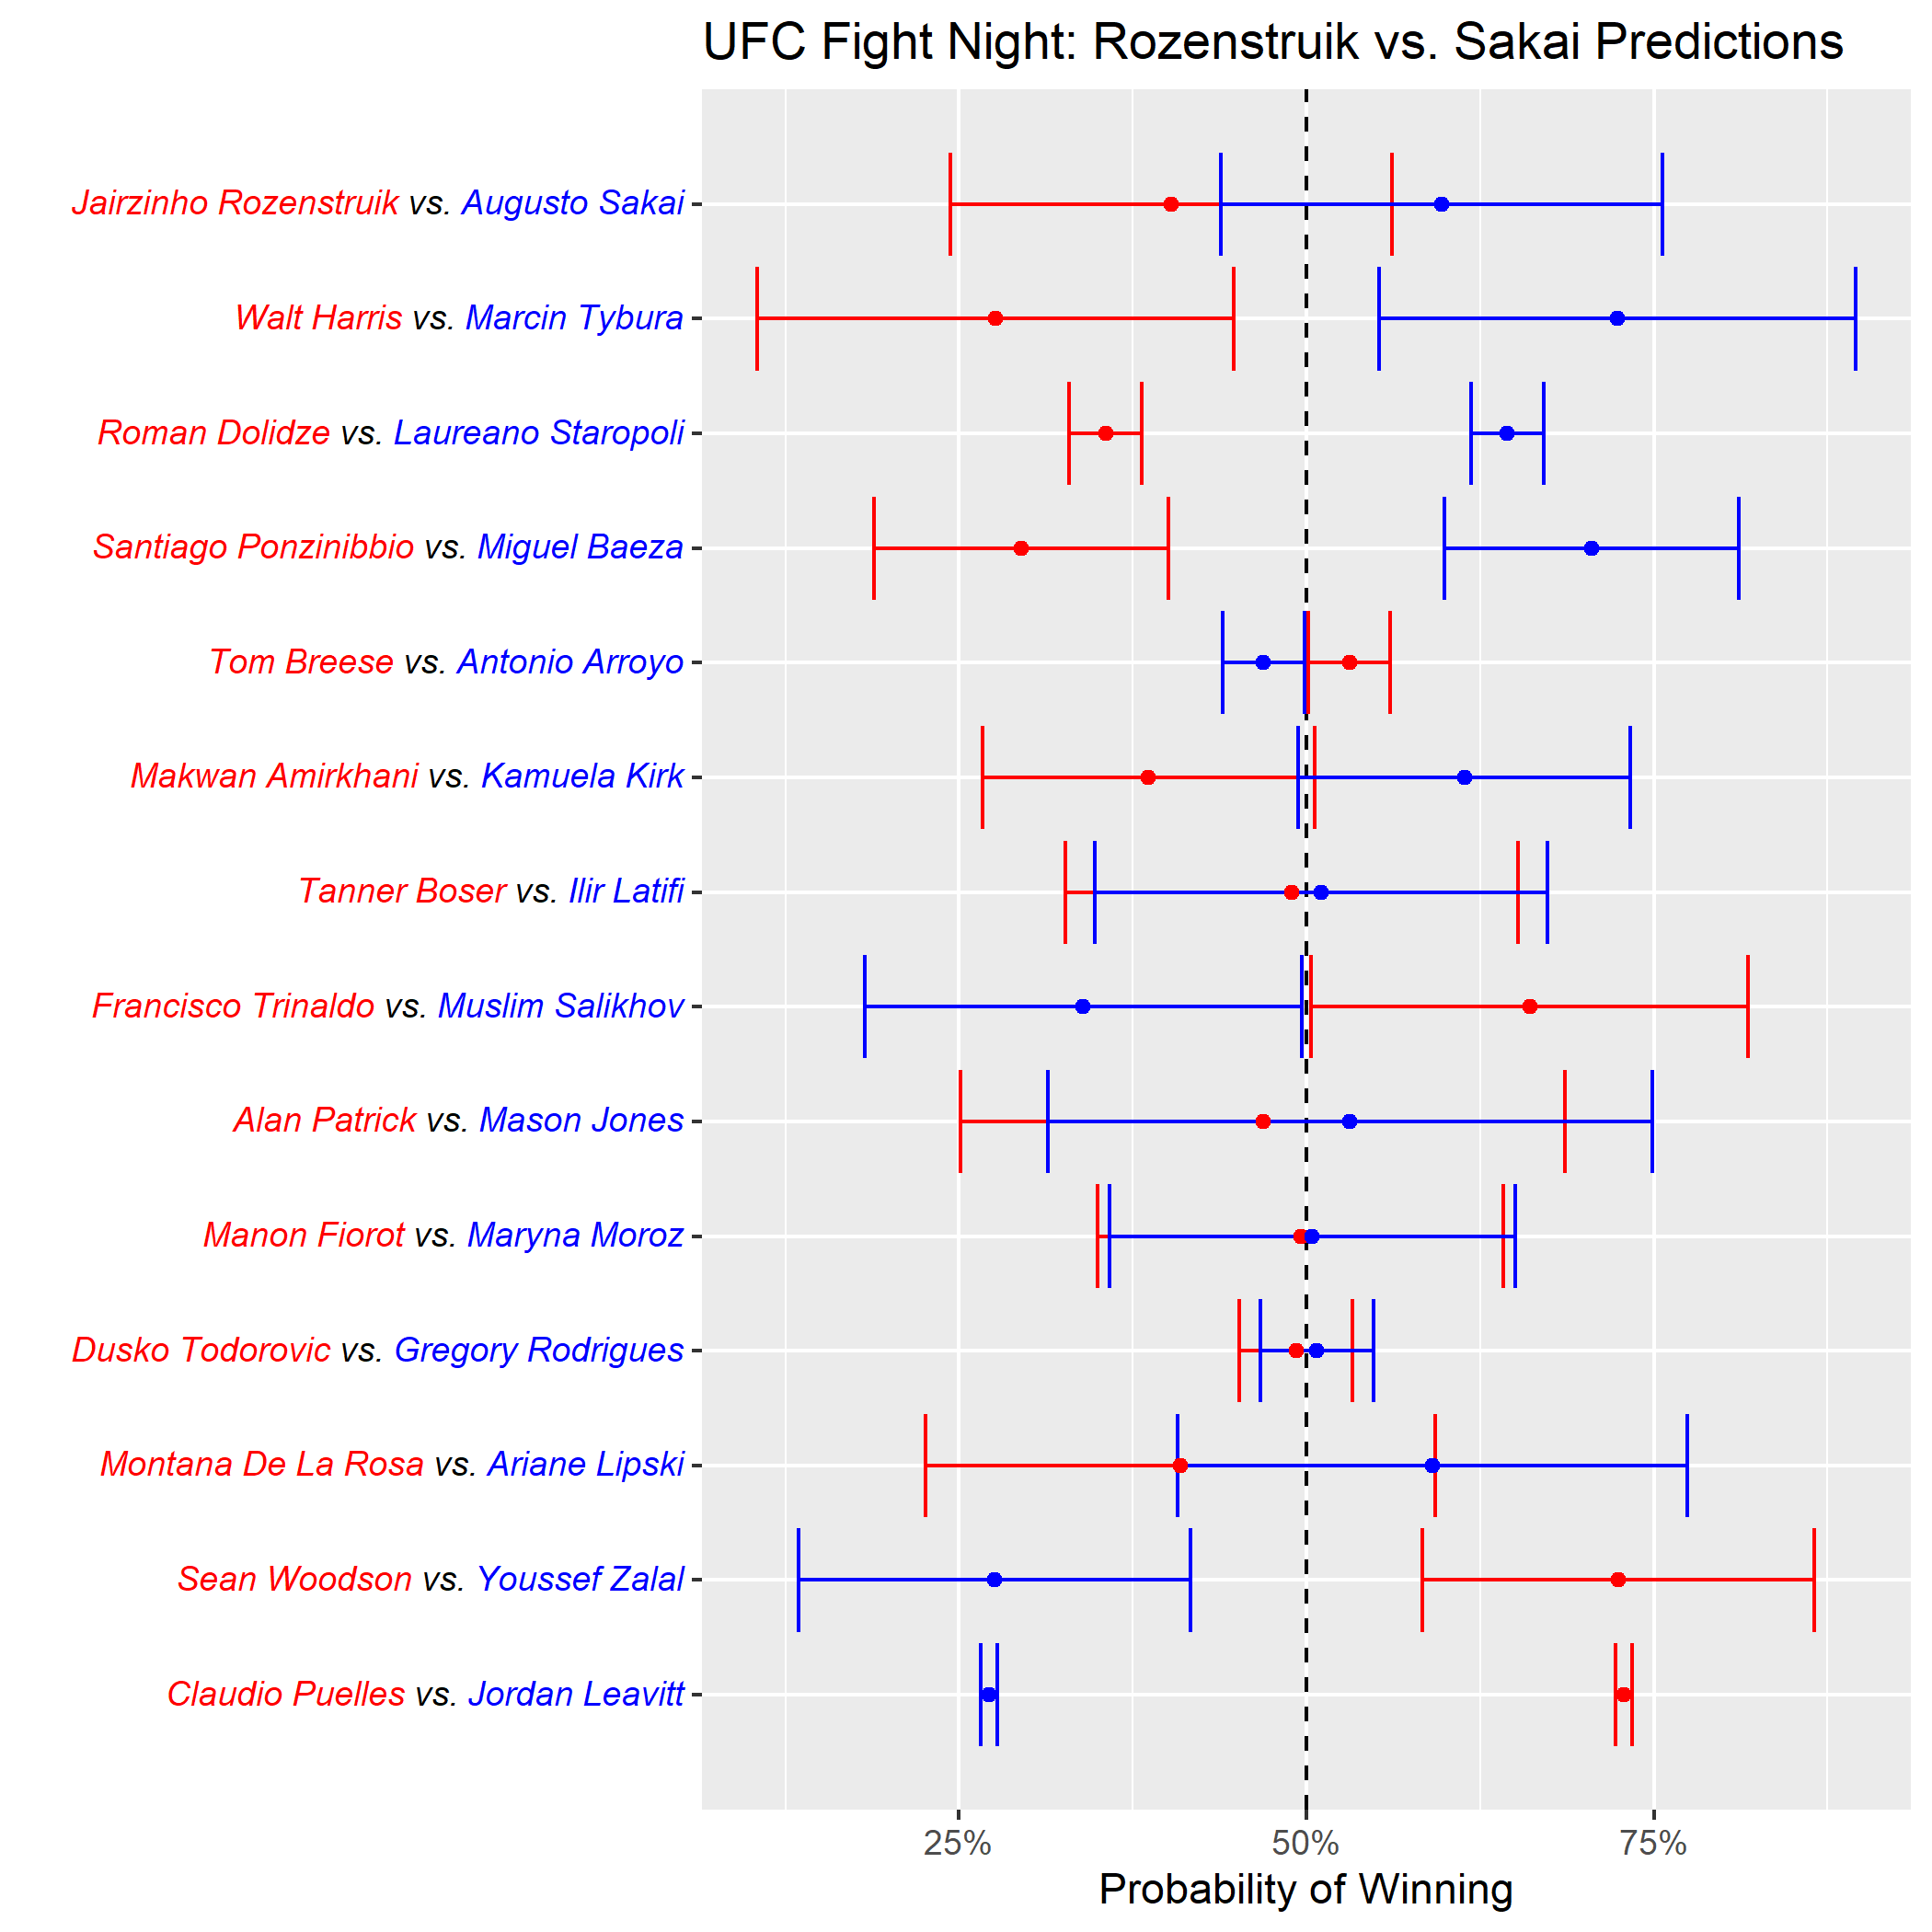 UFC Fight Night: Rozenstruik vs. Sakai Predictions
Jairzinho Rozenstruik vs. Augusto Sakai
Walt Harris vs. Marcin Tybura
Roman Dolidze vs. Laureano Staropoli
Santiago Ponzinibbio vs. Miguel Baeza
Tom Breese vs. Antonio Arroyo
Makwan Amirkhani vs. Kamuela Kirk
Tanner Boser vs. Ilir Latifi
Francisco Trinaldo vs. Muslim Salikhov
Alan Patrick vs. Mason Jones
Manon Fiorot vs. Maryna Moroz
Dusko Todorovic vs. Gregory Rodrigues
Montana De La Rosa vs. Ariane Lipski
Sean Woodson vs. Youssef Zalal
Claudio Puelles vs. Jordan Leavitt
25% 50% 75%
Probability of Winning